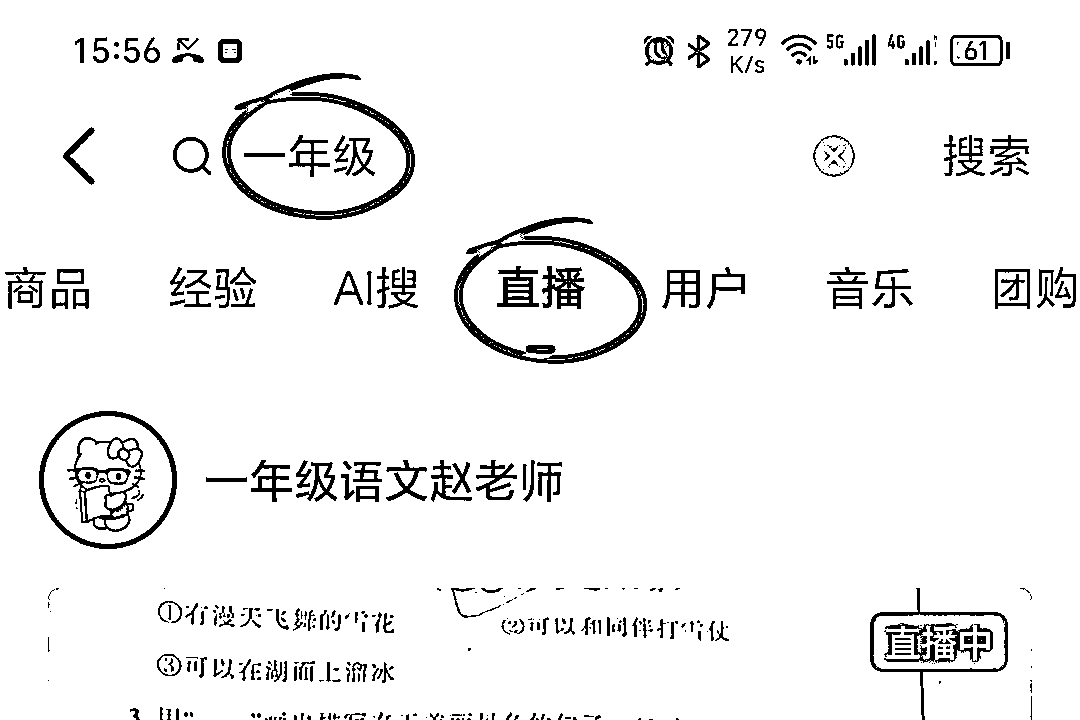 15:56 279 K/s 5G 4G 61
一年级 搜索
商品 经验 AI搜 直播 用户 音乐 团购
一年级语文赵老师
①有漫天飞舞的雪花 ②可以和同伴打雪仗
直播中
③可以在湖面上溜冰
3.用“